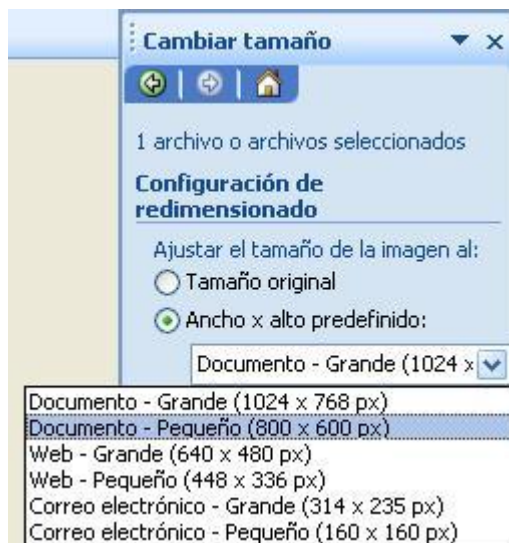 Cambiar tamaño
1 archivo o archivos seleccionados
Configuración de
redimensionado
Ajustar el tamaño de la imagen al:
Tamaño original
Ancho x alto predefinido:
Documento - Grande (1024 x
Documento - Grande (1024 x 768 px)
Documento - Pequeño (800 x 600 px)
Web - Grande (640 x 480 px)
Web - Pequeño (448 x 336 px)
Correo electrónico - Grande (314 x 235 px)
Correo electrónico - Pequeño (160 x 160 px)